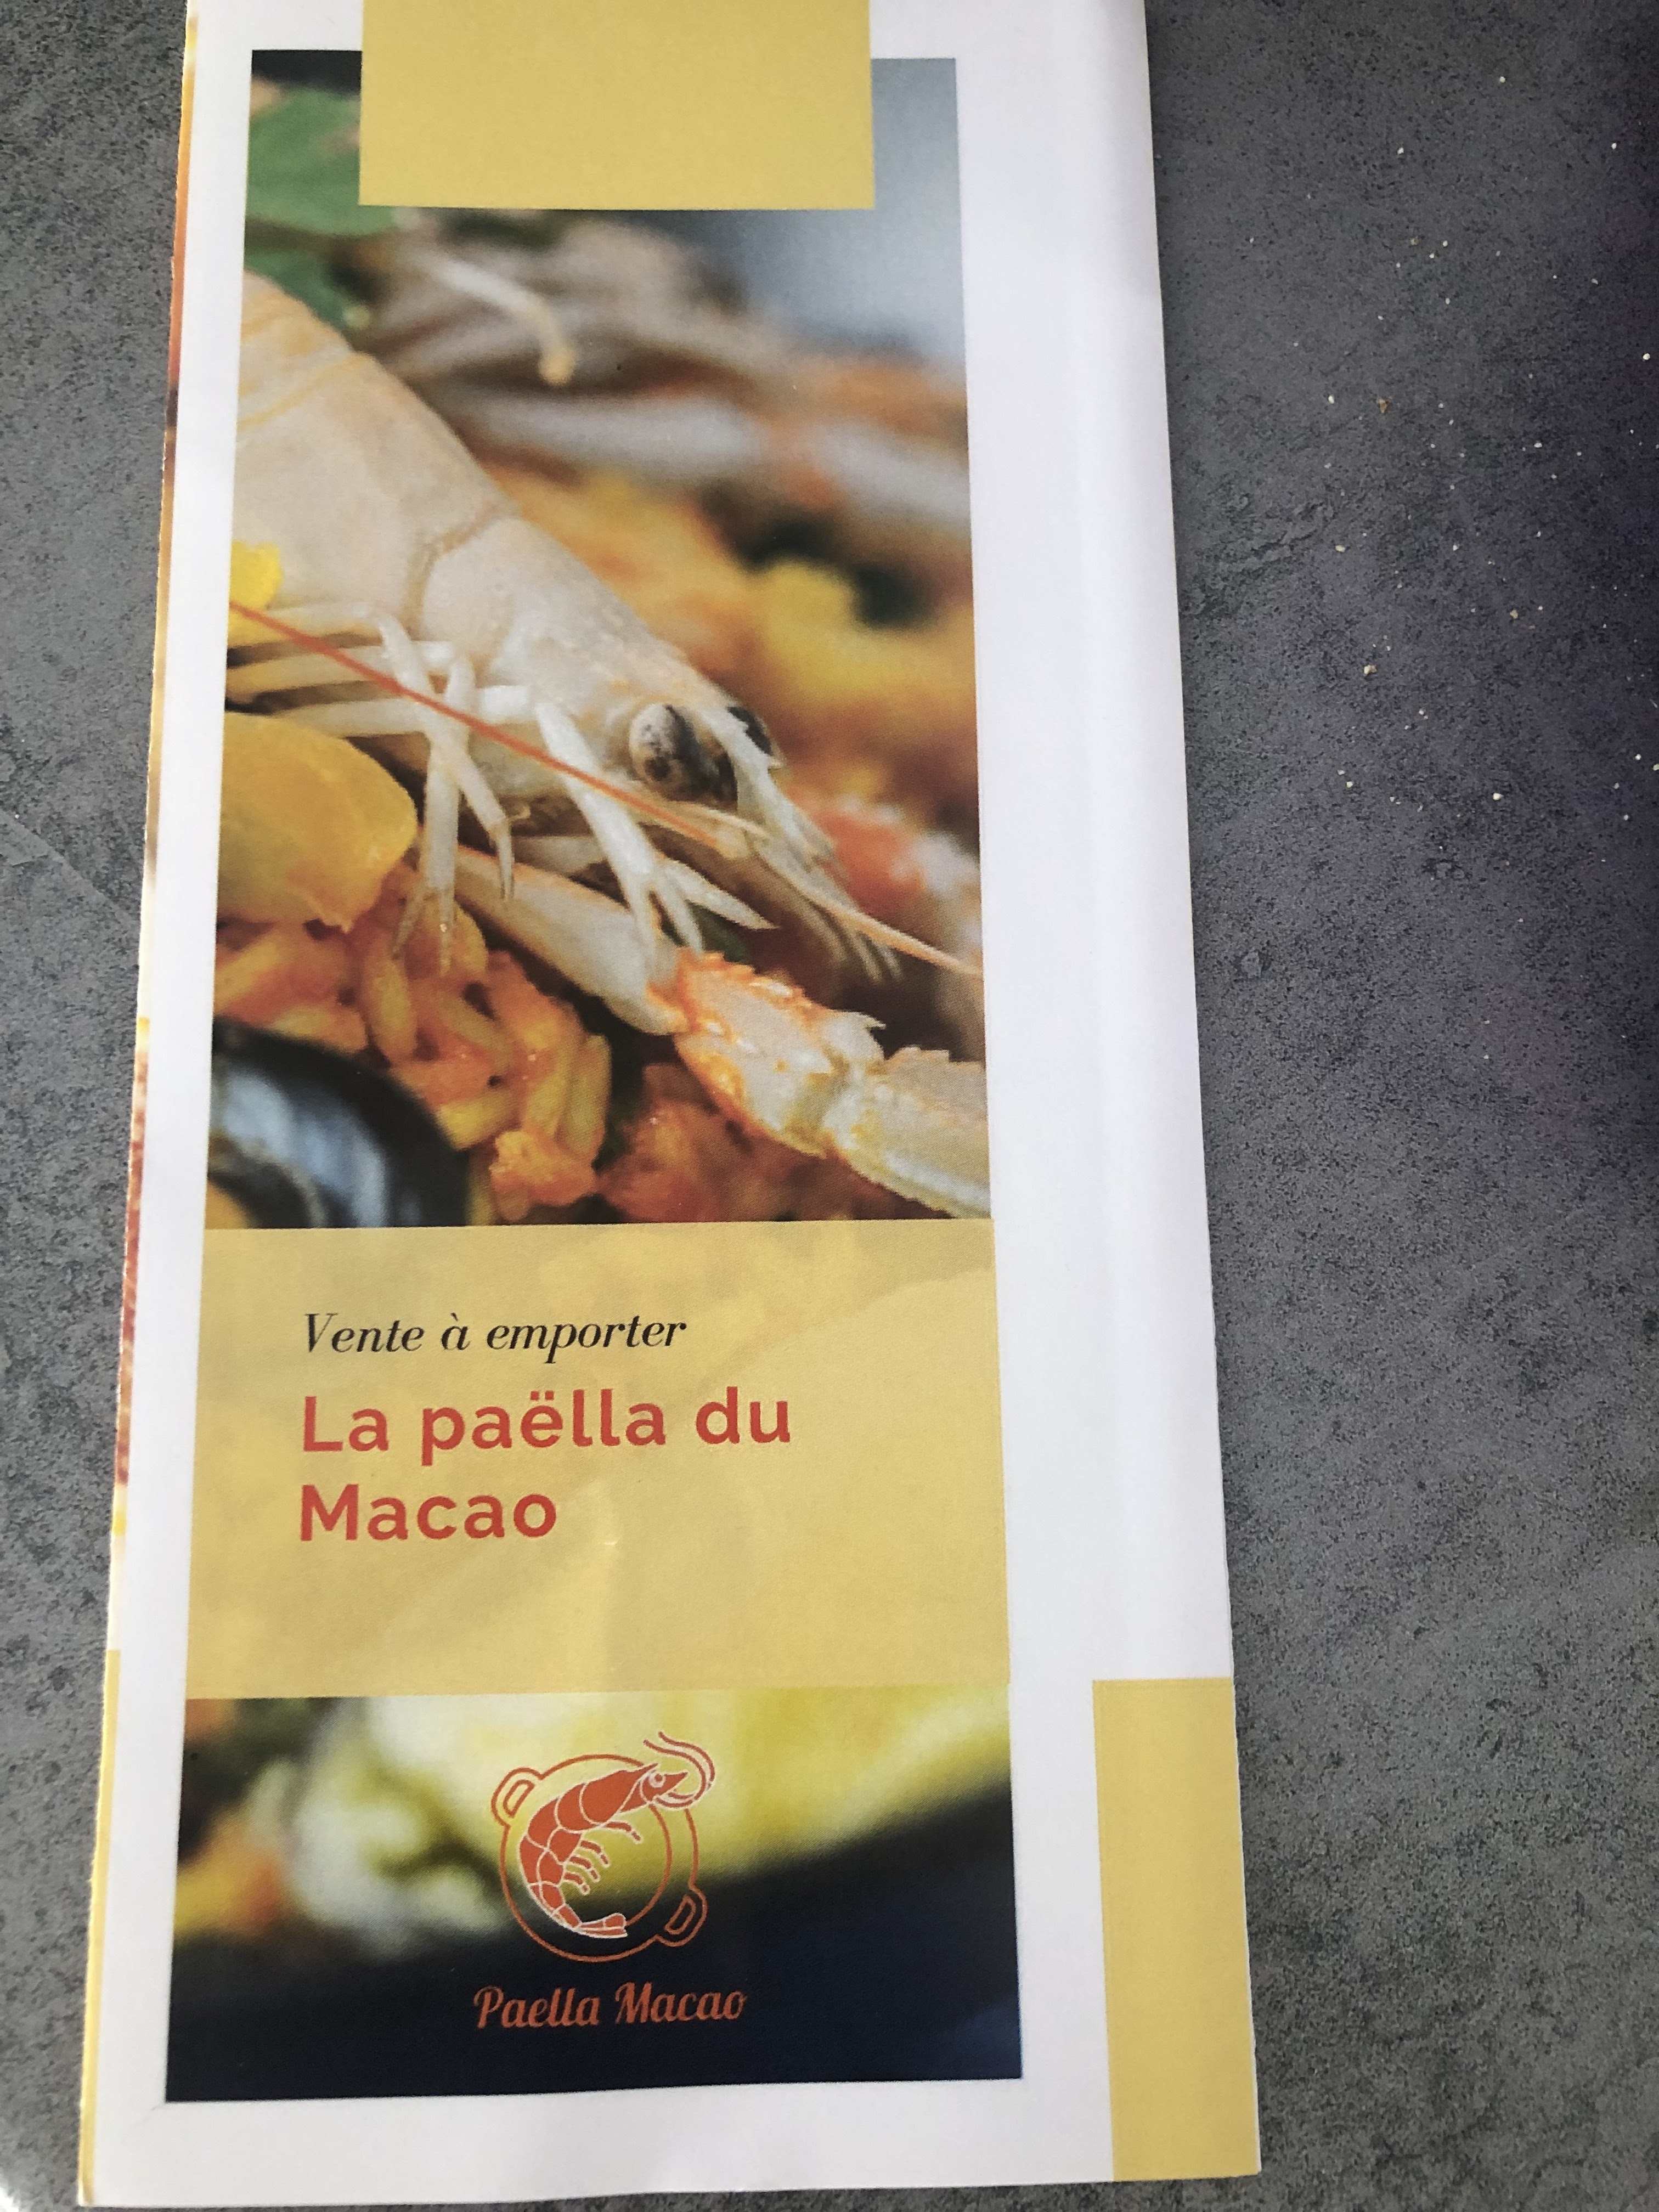 Vente à emporter
La paëlla du
Macao
Paella Macao